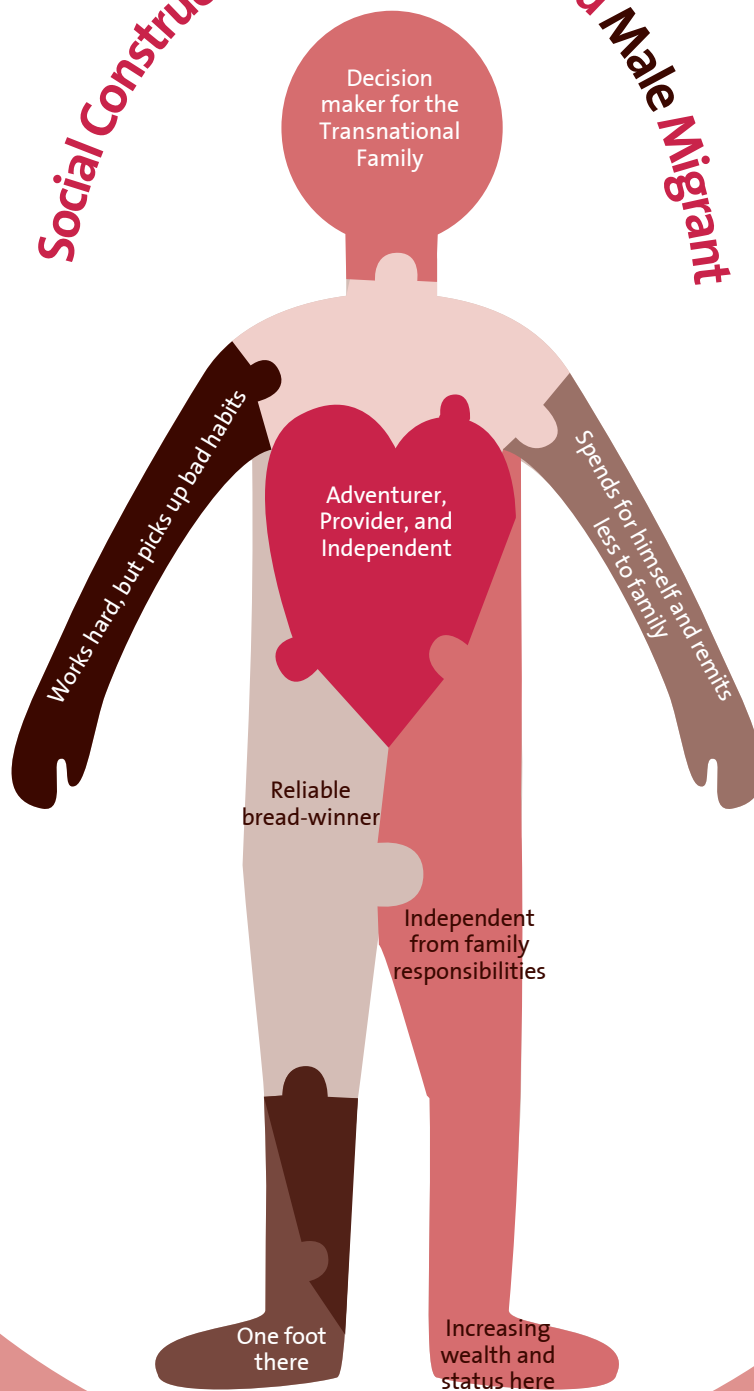 Social
Male Migrant
Decision
maker for the
Transnational
Family
Works hard, but picks up bad habits
Spends for himself and remits
less to family
Adventurer,
Provider, and
Independent
Reliable
bread-winner
Independent
from family
responsibilities
One foot
there
Increasing
wealth and
status here